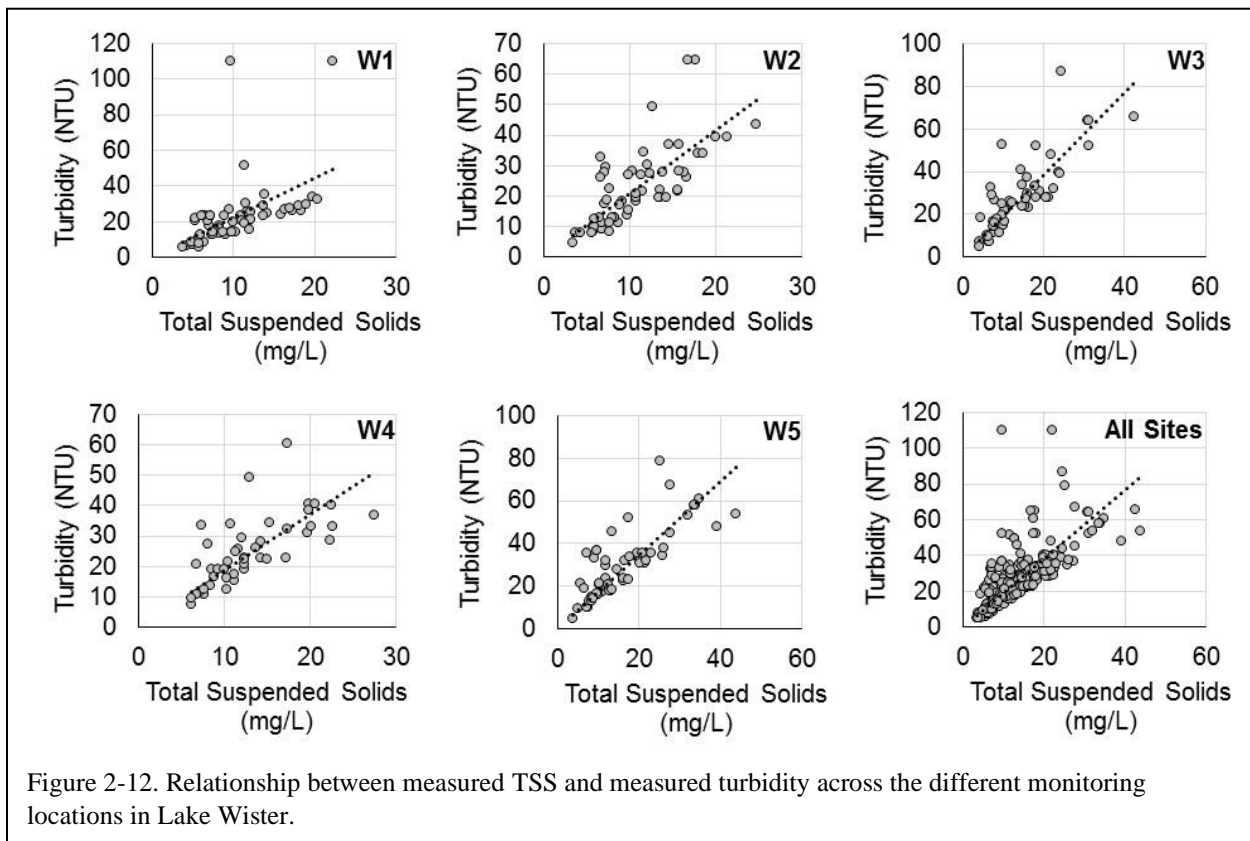 W1
Turbidity (NTU)
120
100
80
60
40
20
0
0 10 20 30
Total Suspended Solids
(mg/L)
W2
Turbidity (NTU)
70
60
50
40
30
20
10
0
0 10 20 30
Total Suspended Solids
(mg/L)
W3
Turbidity (NTU)
100
80
60
40
20
0
0 20 40 60
Total Suspended Solids
(mg/L)
W4
Turbidity (NTU)
70
60
50
40
30
20
10
0
0 10 20 30
Total Suspended Solids
(mg/L)
W5
Turbidity (NTU)
100
80
60
40
20
0
0 20 40 60
Total Suspended Solids
(mg/L)
All Sites
Turbidity (NTU)
120
100
80
60
40
20
0
0 20 40 60
Total Suspended Solids
(mg/L)
Figure 2-12. Relationship between measured TSS and measured turbidity across the different monitoring
locations in Lake Wister.